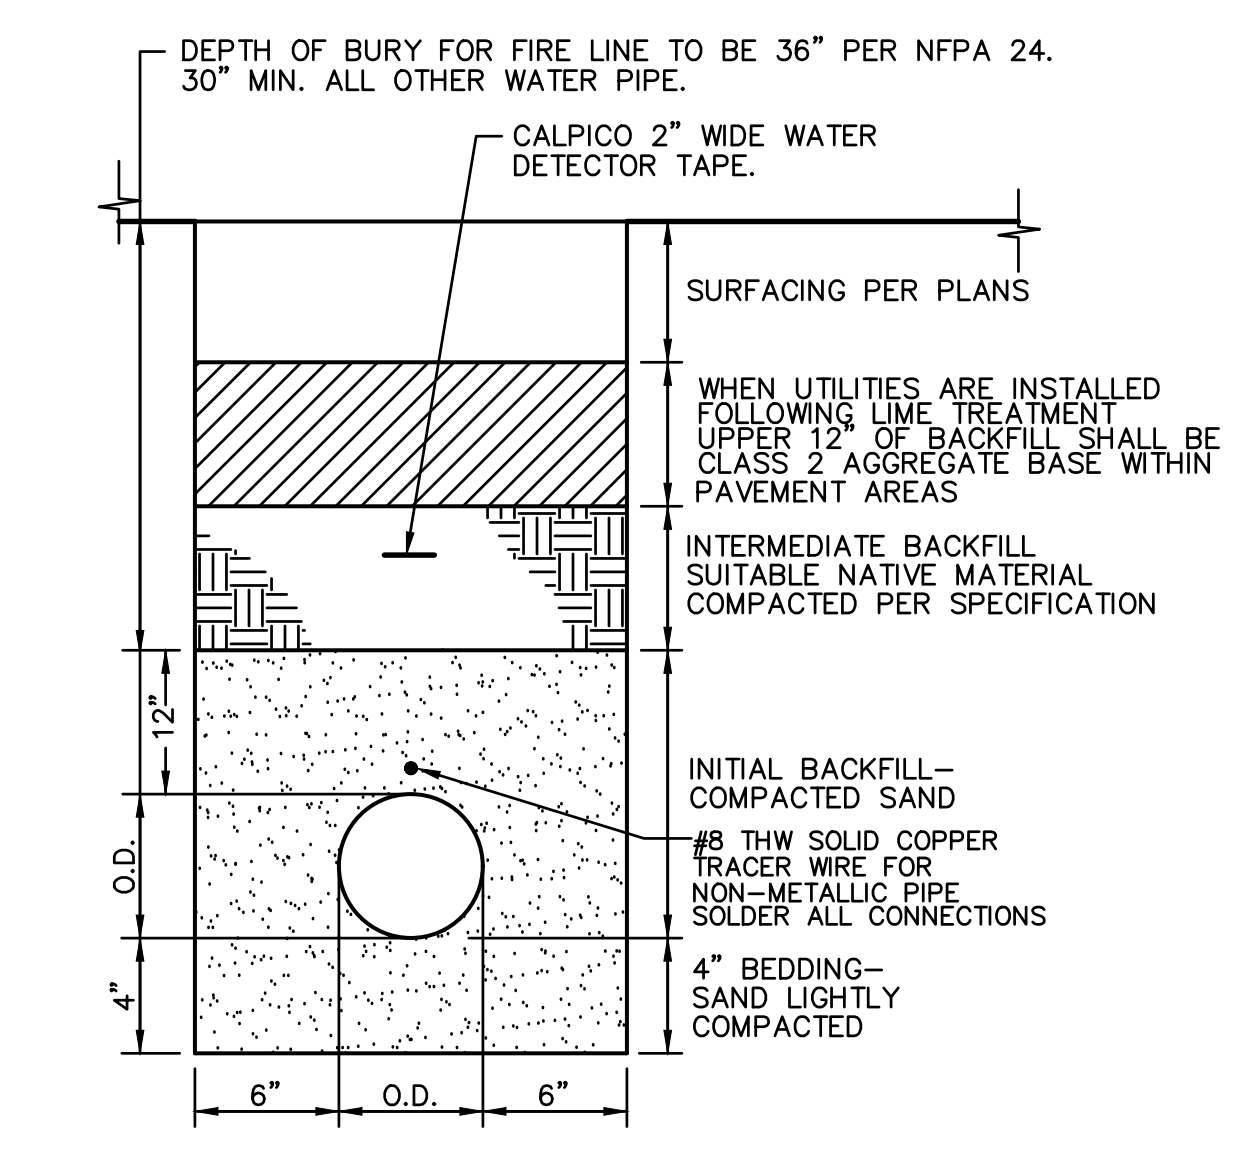 DEPTH OF BURY FOR FIRE LINE TO BE 36" PER NFPA 24.
30" MIN. ALL OTHER WATER PIPE.
CALPICO 2" WIDE WATER
DETECTOR TAPE.
SURFACING PER PLANS
WHEN UTILITIES ARE INSTALLED
FOLLOWING LIME TREATMENT
UPPER 12" OF BACKFILL SHALL BE
CLASS 2 AGGREGATE BASE WITHIN
PAVEMENT AREAS
INTERMEDIATE BACKFILL
SUITABLE NATIVE MATERIAL
COMPACTED PER SPECIFICATION
12"
INITIAL BACKFILL-
COMPACTED SAND
#8 THW SOLID COPPER
TRACER WIRE FOR
NON-METALLIC PIPE
SOLDER ALL CONNECTIONS
O.D.
4" BEDDING-
SAND LIGHTLY
COMPACTED
4"
6"
O.D.
6"